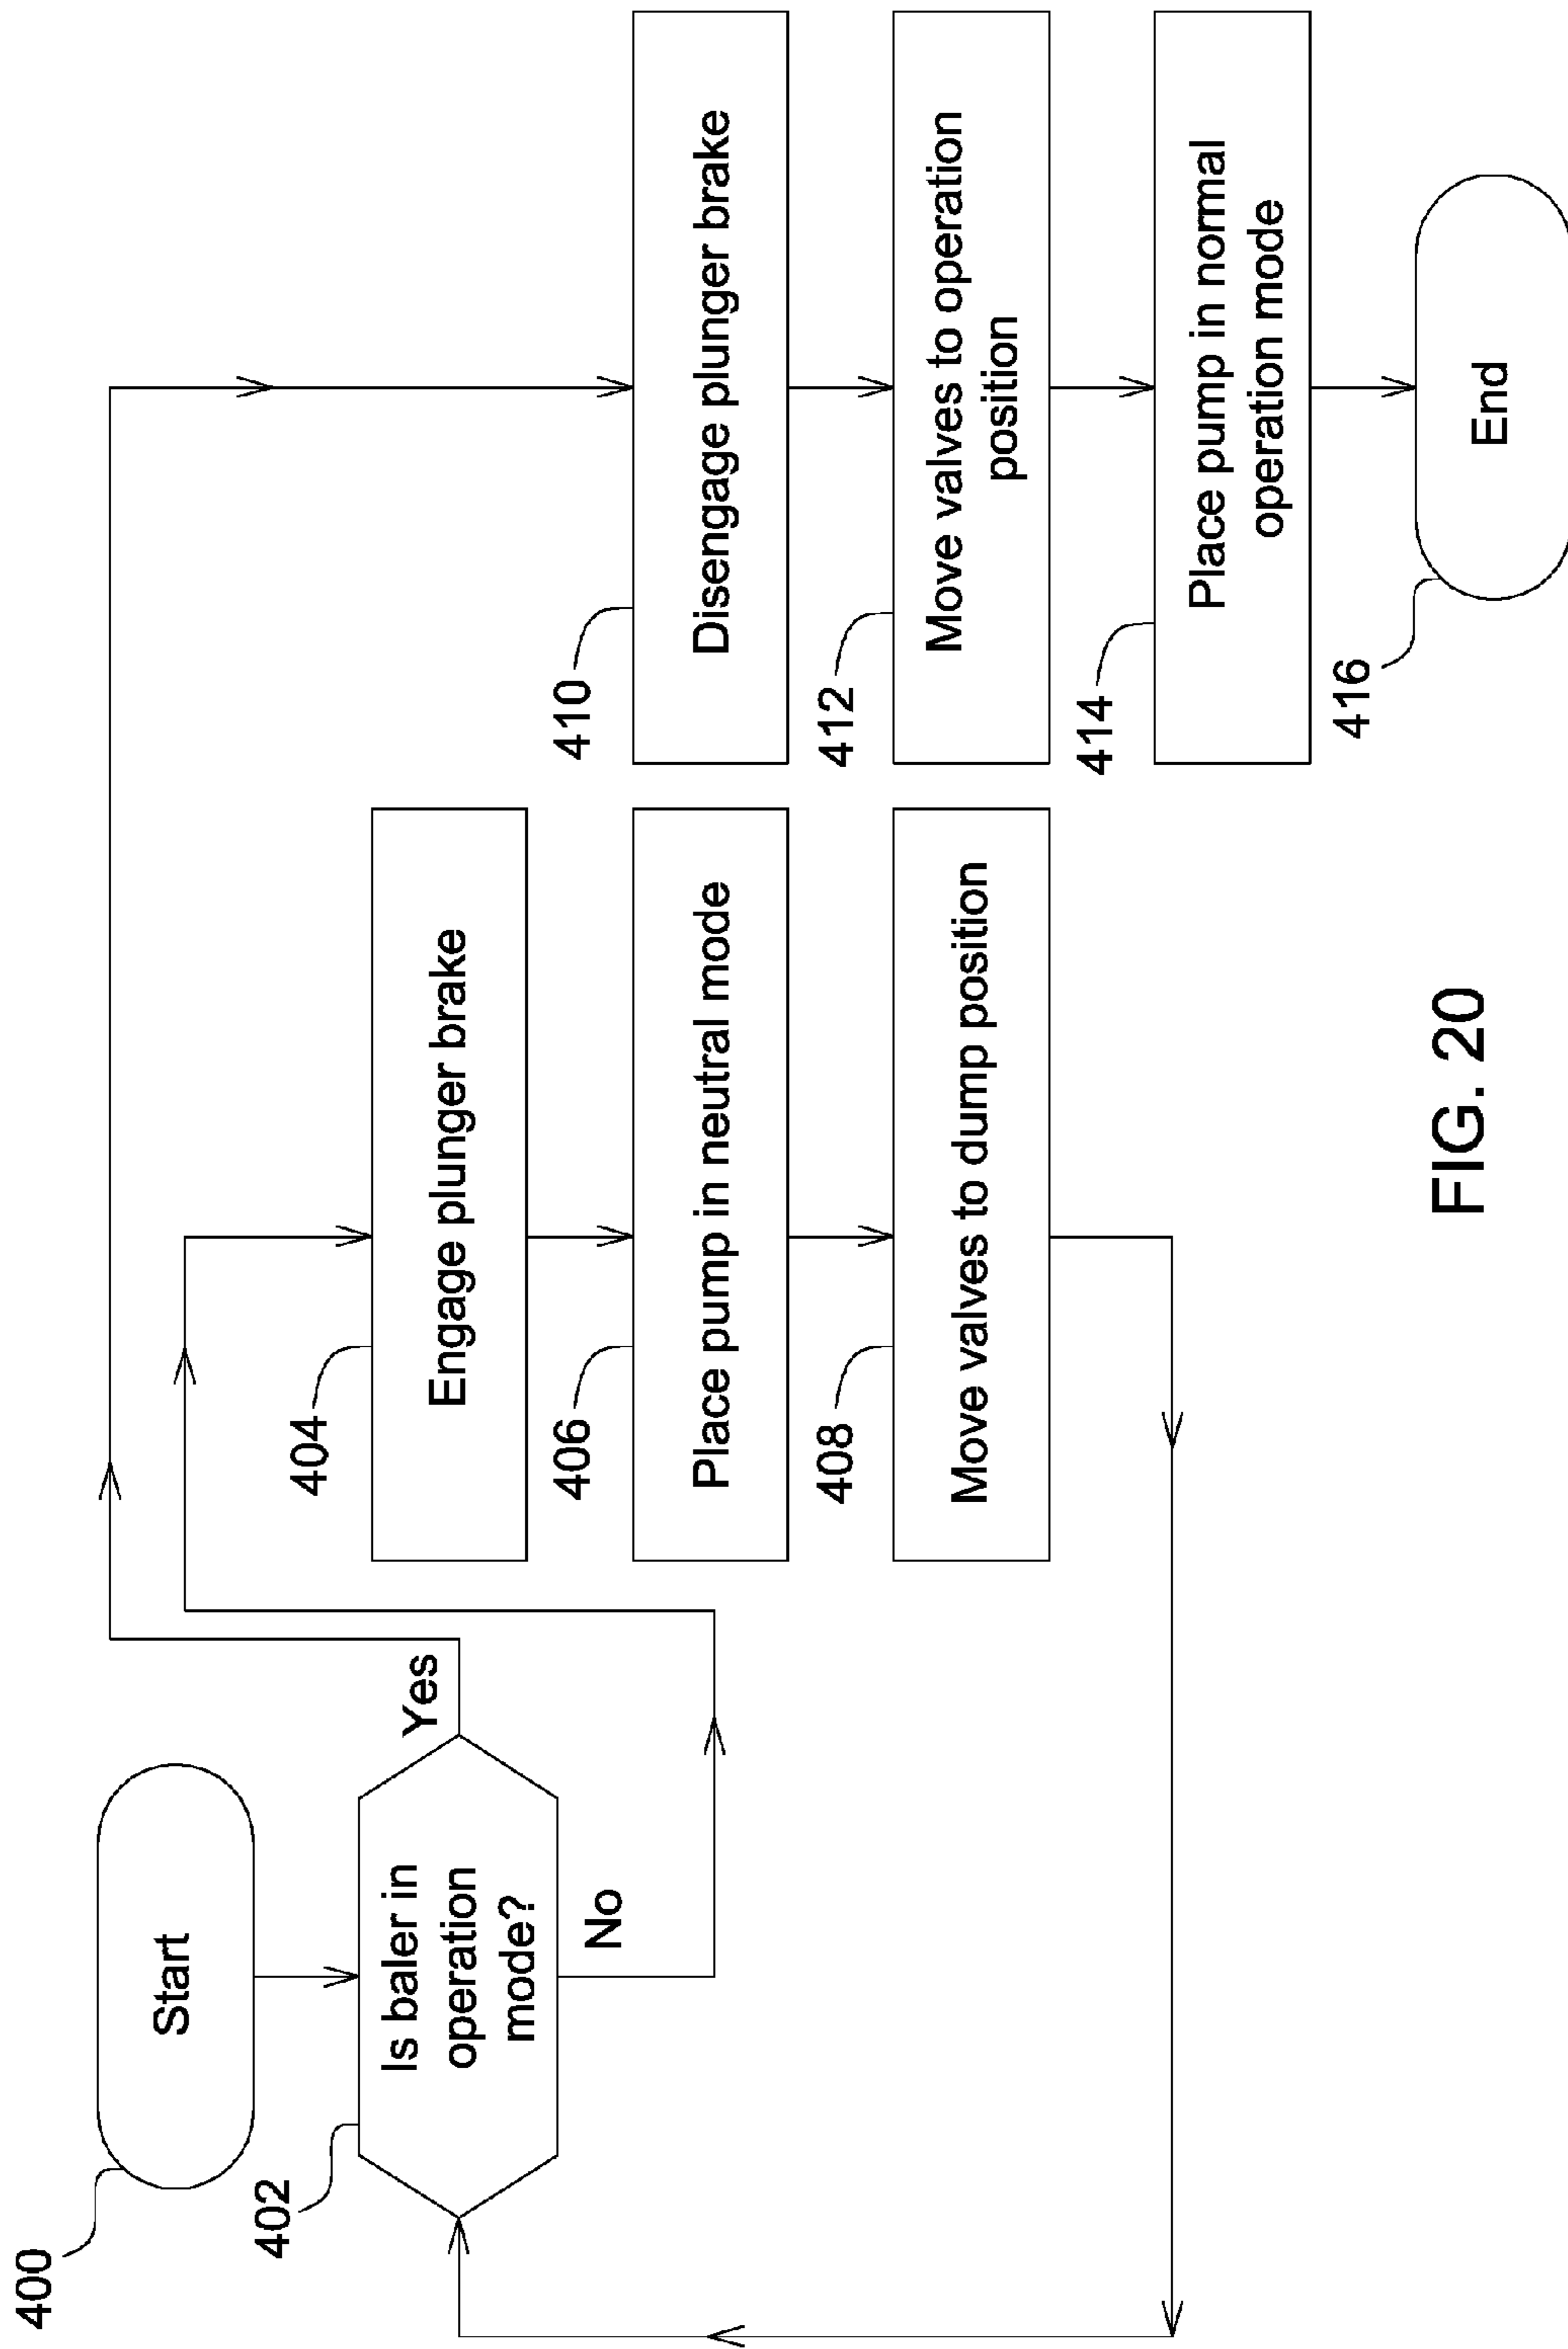 400
Start
402
Is baler in
operation
mode?
Yes
No
404
Engage plunger brake
406
Place pump in neutral mode
408
Move valves to dump position
410
Disengage plunger brake
412
Move valves to operation
position
414
Place pump in normal
operation mode
416
End
FIG. 20